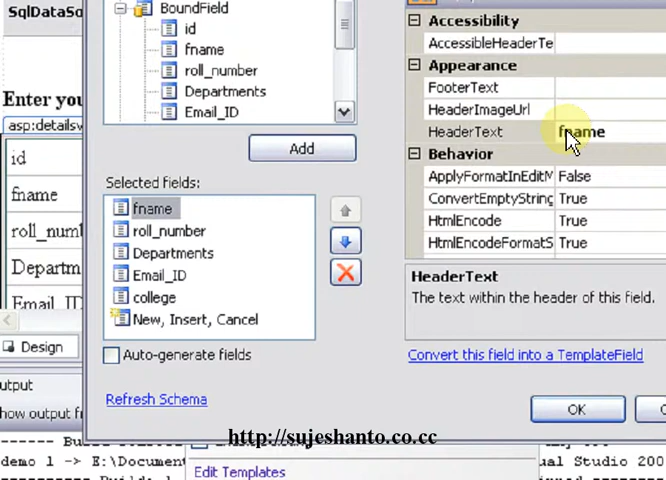 SqlDataSo
Enter you
asp:detailsv
id
fname
roll_numb
Departm
Email_ID
Design
utput
how output f
BoundField
id
fname
roll_number
Departments
Email_ID
Add
Selected fields:
fname
roll_number
Departments
Email_ID
college
New, Insert, Cancel
Auto-generate fields
Refresh Schema
Accessibility
AccessibleHeaderTe
Appearance
FooterText
HeaderImageUrl
HeaderText fname
Behavior
ApplyFormatInEditM False
ConvertEmptyString True
HtmlEncode True
HtmlEncodeFormatS True
HeaderText
The text within the header of this field.
Convert this field into a TemplateField
OK
http://sujeshanto.co.cc
demo 1 -> E:\Document
ual Studio 200
Edit Templates